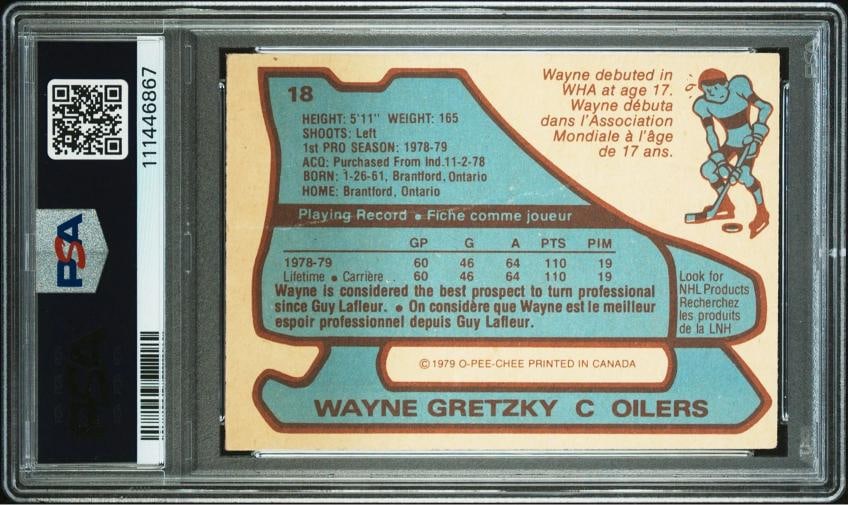 PSA
111446867
18
HEIGHT: 5'11" WEIGHT: 165
SHOOTS: Left
1st PRO SEASON: 1978-79
ACQ: Purchased From Ind.11-2-78
BORN: 1-26-61, Brantford, Ontario
HOME: Brantford, Ontario
Wayne debuted in
WHA at age 17.
Wayne débuta
dans l'Association
Mondiale à l'âge
de 17 ans.
Playing Record • Fiche comme joueur
GP G A PTS PIM
1978-79 60 46 64 110 19
Lifetime • Carrière . . 60 46 64 110 19
Wayne is considered the best prospect to turn professional
since Guy Lafleur. • On considère que Wayne est le meilleur
espoir professionnel depuis Guy Lafleur.
Look for
NHL Products
Recherchez
les produits
de la LNH
© 1979 O-PEE-CHEE PRINTED IN CANADA
WAYNE GRETZKY C OILERS
PSA